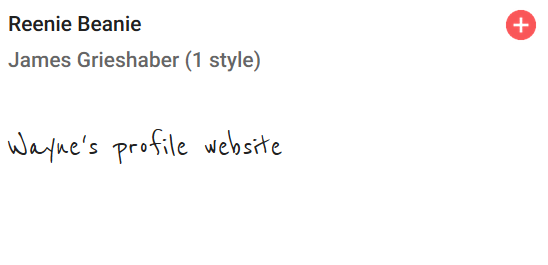 Reenie Beanie
James Grieshaber (1 style)
Wayne's profile website